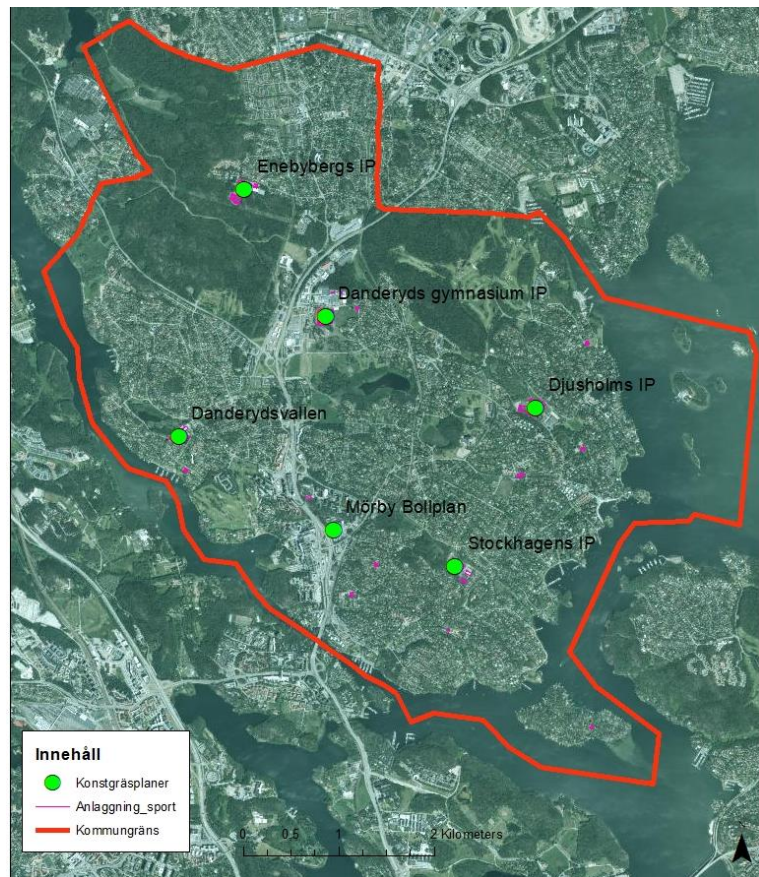 Enebybergs IP
Danderyds gymnasium IP
Djusholms IP
Danderydsvallen
Mörby Bollplan
Stockhagens IP
Innehåll
Konstgräsplaner
Anlaggning_sport
Kommungräns
0 0.5 1 2 Kilometers